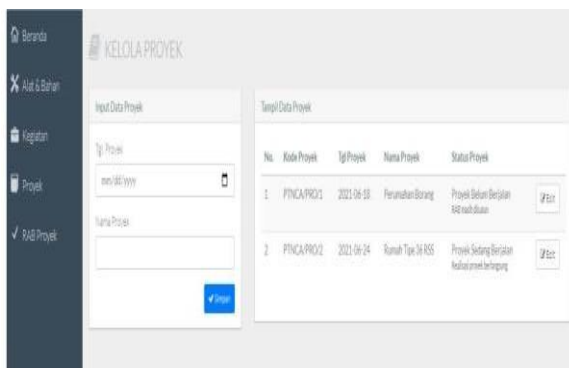 Beranda
Alat & Bahan
Kegiatan
Proyek
RAB Proyek
KELOLA PROYEK
Input Data Proyek
Tgl Proyek
mm/dd/yyyy
Nama Proyek
Simpan
Tampil Data Proyek
No. Kode Proyek Tgl Proyek Nama Proyek Status Proyek
1 PTNCA/PRO/1 2021-06-18 Perumahan Borang Proyek Belum Berjalan Edit
RAB masih disusun
2 PTNCA/PRO/2 2021-06-24 Rumah Tipe 36 RSS Proyek Sedang Berjalan Edit
Realisasi proyek berlangsung